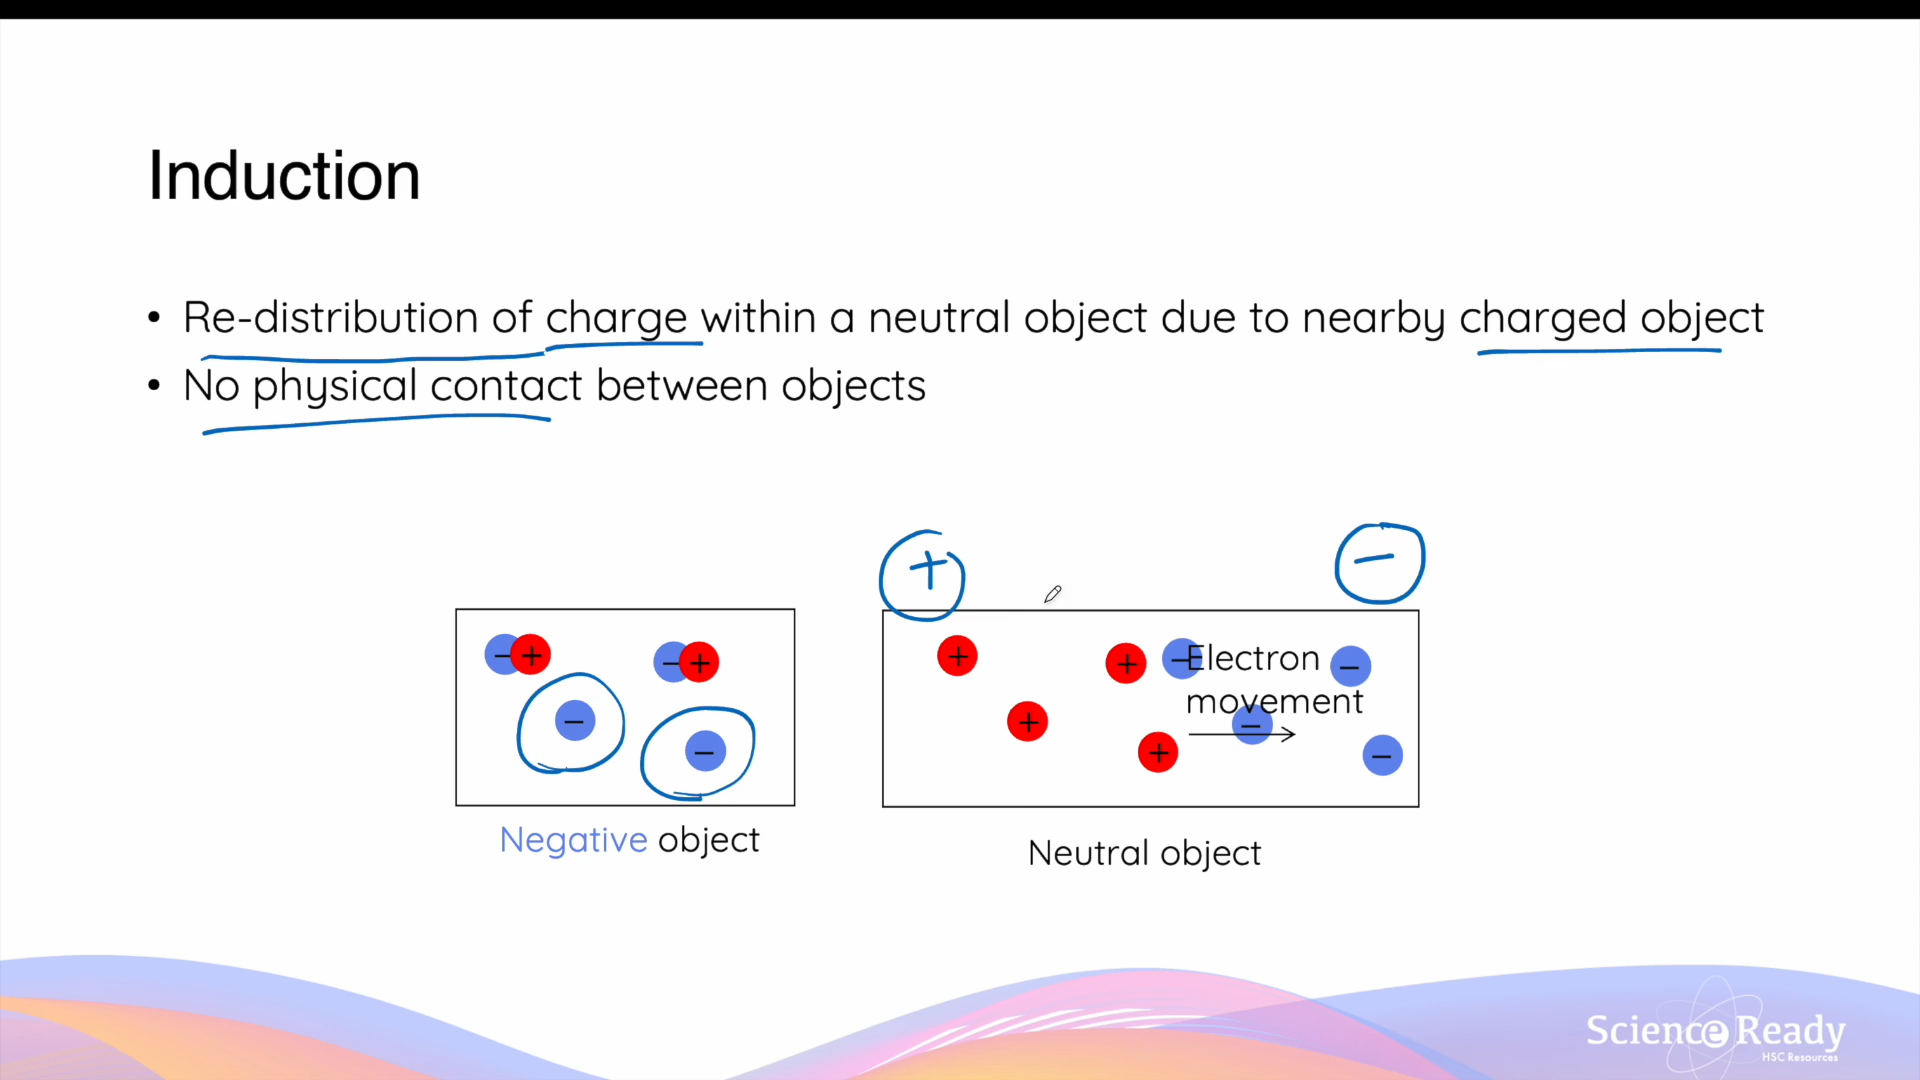 Induction
• Re-distribution of charge within a neutral object due to nearby charged object
• No physical contact between objects
+
−
− + − +
−
−
+
+
+
+
−
−
−
−
Electron
movement
Negative object
Neutral object
Science Ready
HSC Resources